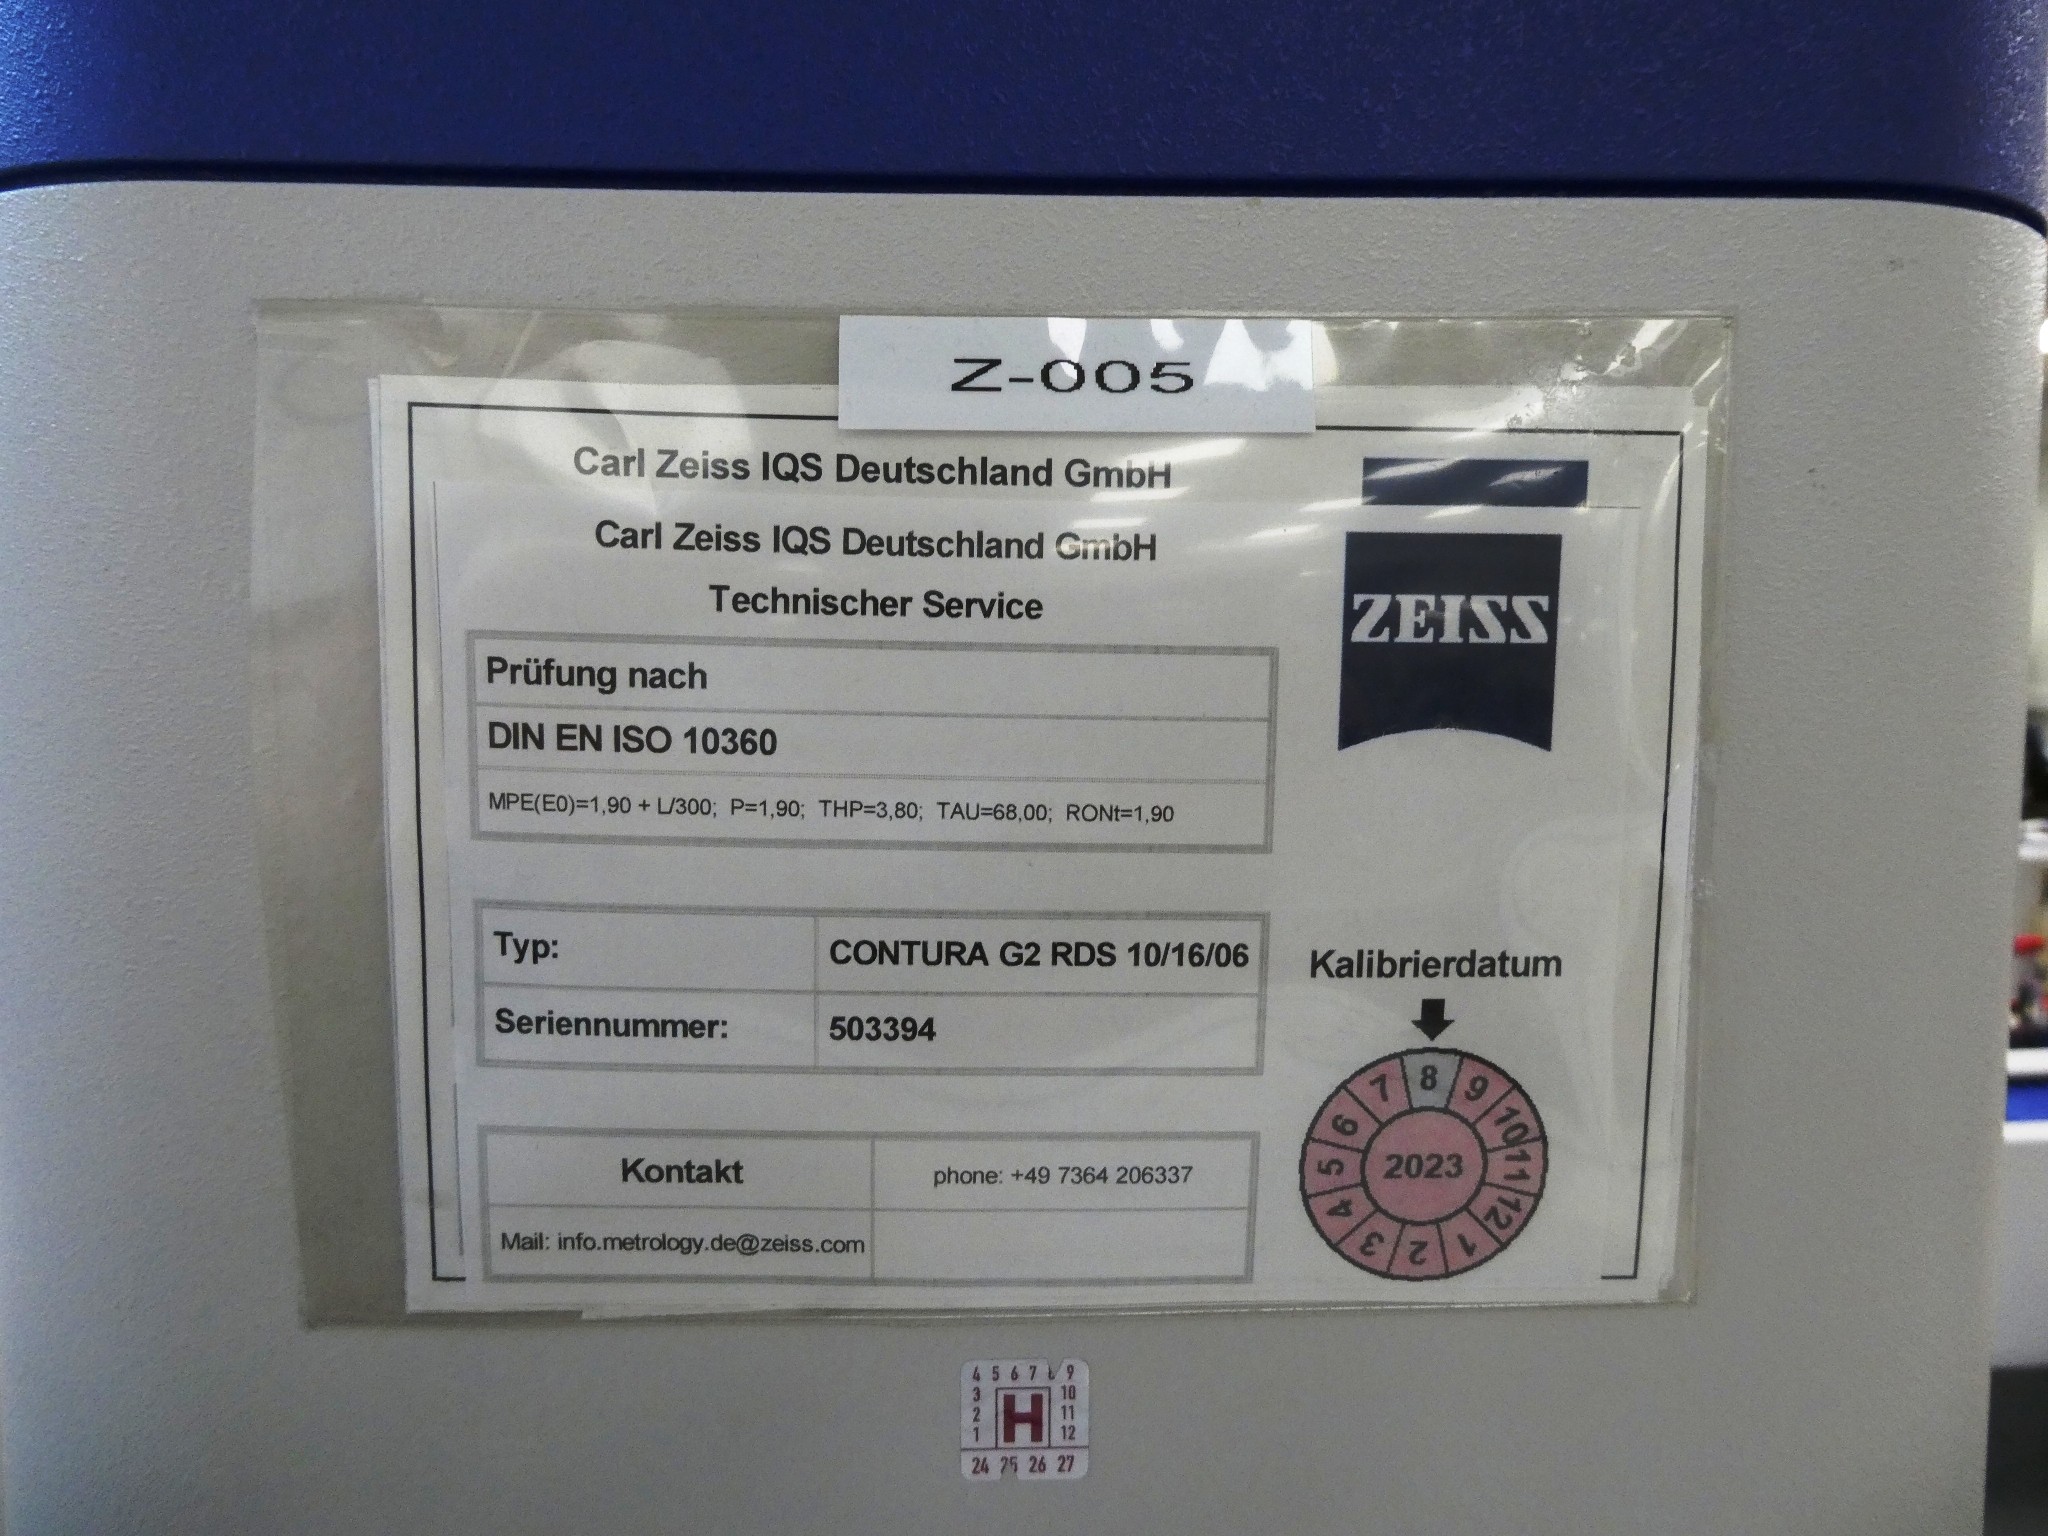 Z-005
Carl Zeiss IQS Deutschland GmbH
Carl Zeiss IQS Deutschland GmbH
Technischer Service
ZEISS
Prüfung nach
DIN EN ISO 10360
MPE(E0)=1,90 + L/300; P=1,90; THP=3,80; TAU=68,00; RONt=1,90
Typ: CONTURA G2 RDS 10/16/06
Seriennummer: 503394
Kalibrierdatum
7 8 9
6 10
5 2023 11
4 12
3 2 1
Kontakt phone: +49 7364 206337
Mail: info.metrology.de@zeiss.com
4 5 6 7 9
3 10
2 H 11
1 12
24 25 26 27